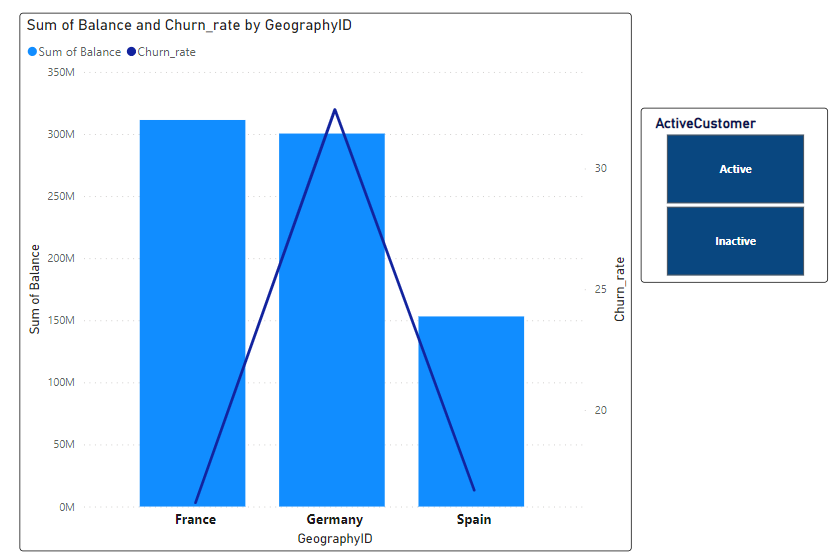 Sum of Balance and Churn_rate by GeographyID
Sum of Balance Churn_rate
350M
300M
250M
200M
150M
100M
50M
0M
Sum of Balance
France Germany Spain
GeographyID
30
25
20
Churn_rate
ActiveCustomer
Active
Inactive